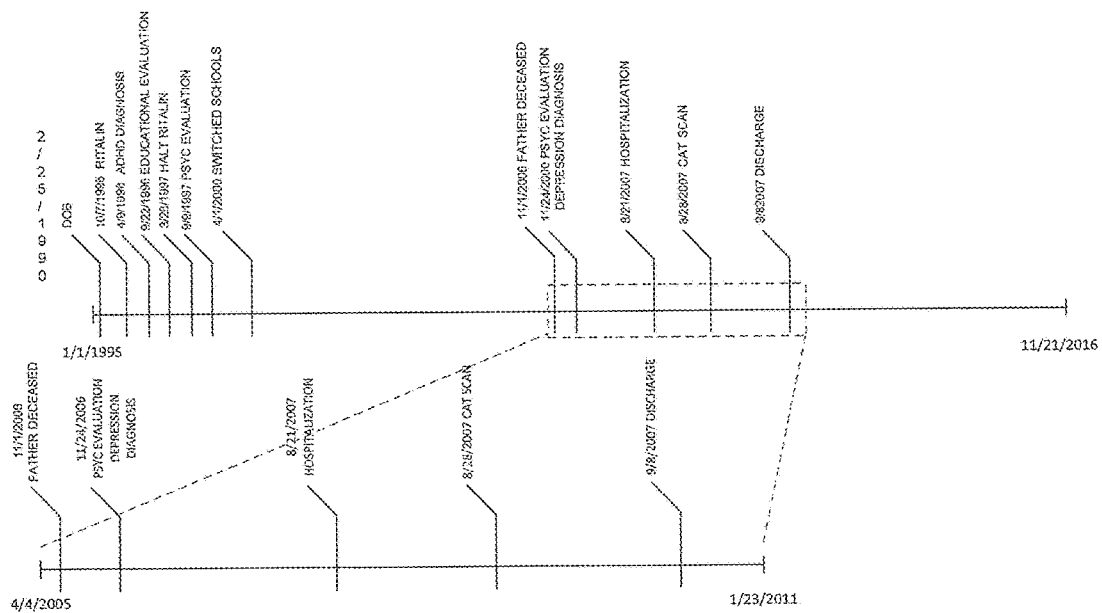 2/25/1990
DOB
10/7/1995 RITALIN
4/9/1996 ADHD DIAGNOSIS
9/23/1996 EDUCATIONAL EVALUATION
3/28/1997 HALT RITALIN
9/9/1997 PSYC EVALUATION
4/1/2000 SWITCHED SCHOOLS
11/1/2006 FATHER DECEASED
11/24/2006 PSYC EVALUATION
DEPRESSION DIAGNOSIS
8/21/2007 HOSPITALIZATION
8/28/2007 CAT SCAN
9/8/2007 DISCHARGE
1/1/1995
11/21/2016
11/1/2006
FATHER DECEASED
11/24/2006
PSYC EVALUATION
DEPRESSION
DIAGNOSIS
8/21/2007
HOSPITALIZATION
8/28/2007 CAT SCAN
9/8/2007 DISCHARGE
4/4/2005
1/23/2011